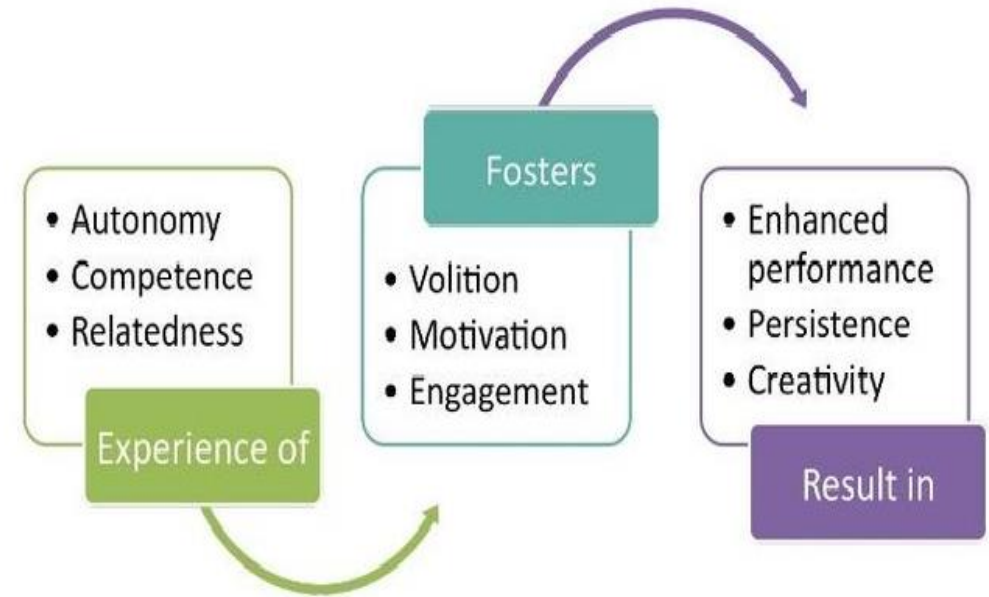 • Autonomy
• Competence
• Relatedness
Experience of
Fosters
• Volition
• Motivation
• Engagement
• Enhanced
performance
• Persistence
• Creativity
Result in